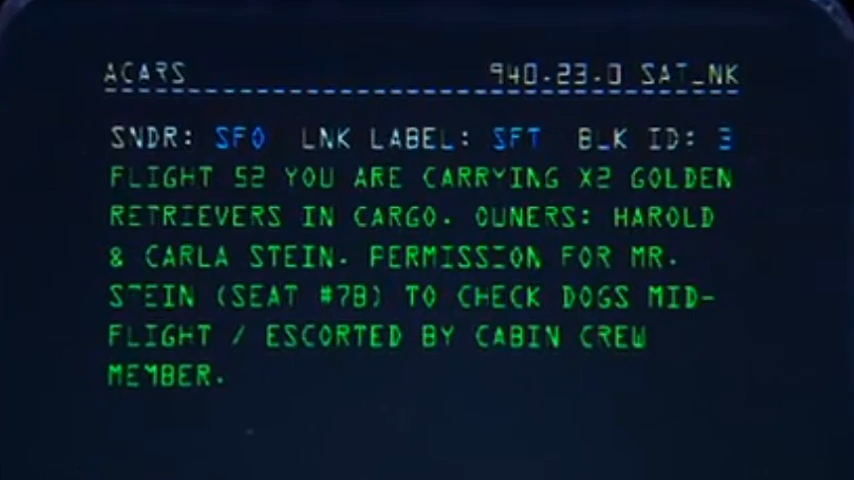 ACARS 940.23.0 SAT_NK
SNDR: SFO LNK LABEL: SFT BLK ID: 3
FLIGHT 52 YOU ARE CARRYING X2 GOLDEN
RETRIEVERS IN CARGO. OWNERS: HAROLD
& CARLA STEIN. PERMISSION FOR MR.
STEIN (SEAT #7B) TO CHECK DOGS MID-
FLIGHT / ESCORTED BY CABIN CREW
MEMBER.